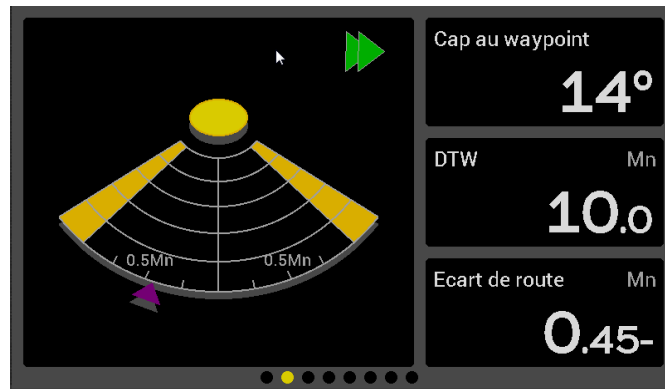 Cap au waypoint
14°
DTW Mn
10.0
0.5Mn 0.5Mn
Ecart de route Mn
0.45-